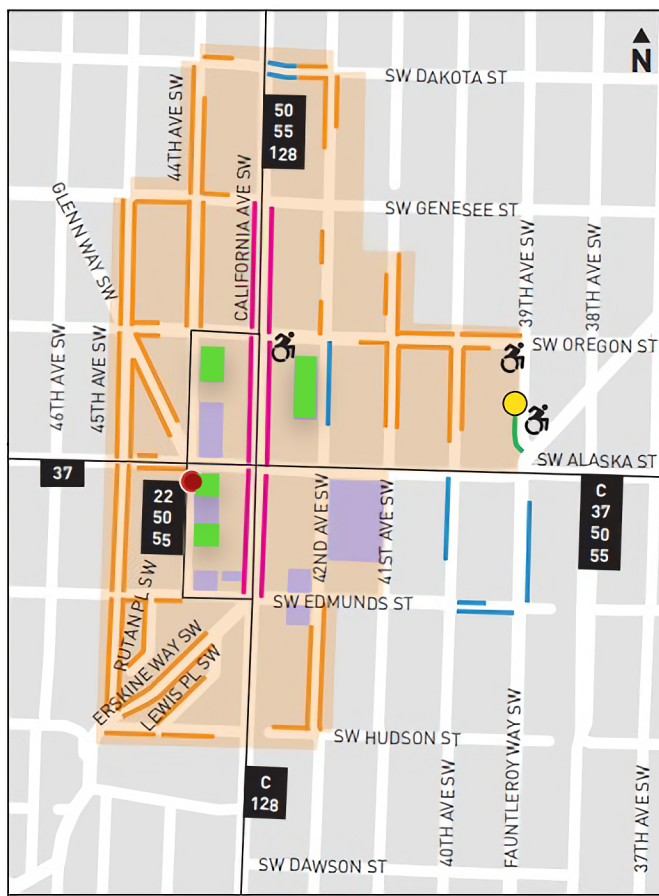 N
SW DAKOTA ST
44TH AVE SW
50
55
128
CALIFORNIA AVE SW
GLENN WAY SW
SW GENESEE ST
39TH AVE SW
38TH AVE SW
46TH AVE SW
45TH AVE SW
SW OREGON ST
SW ALASKA ST
37
22
50
55
42ND AVE SW
41ST AVE SW
C
37
50
55
RUTAN PL SW
SW EDMUNDS ST
ERSKINE WAY SW
LEWIS PL SW
SW HUDSON ST
C
128
40TH AVE SW
FAUNTLEROY WAY SW
37TH AVE SW
SW DAWSON ST